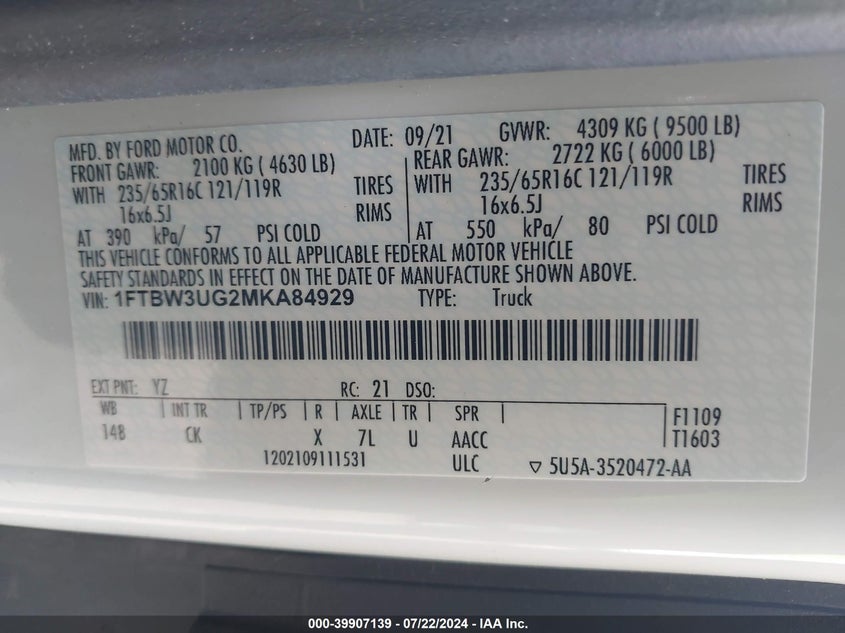 MFD. BY FORD MOTOR CO. DATE: 09/21 GVWR: 4309 KG ( 9500 LB)
FRONT GAWR: 2100 KG ( 4630 LB) REAR GAWR: 2722 KG ( 6000 LB)
WITH 235/65R16C 121/119R TIRES WITH 235/65R16C 121/119R TIRES
16x6.5J RIMS 16x6.5J RIMS
AT 390 kPa/ 57 PSI COLD AT 550 kPa/ 80 PSI COLD
THIS VEHICLE CONFORMS TO ALL APPLICABLE FEDERAL MOTOR VEHICLE
SAFETY STANDARDS IN EFFECT ON THE DATE OF MANUFACTURE SHOWN ABOVE.
VIN: 1FTBW3UG2MKA84929 TYPE: Truck
EXT PNT: YZ RC: 21 DSO:
WB INT TR TP/PS R AXLE TR SPR F1109
148 CK X 7L U AACC T1603
1202109111531 ULC ▽ 5U5A-3520472-AA
000-39907139 - 07/22/2024 - IAA Inc.